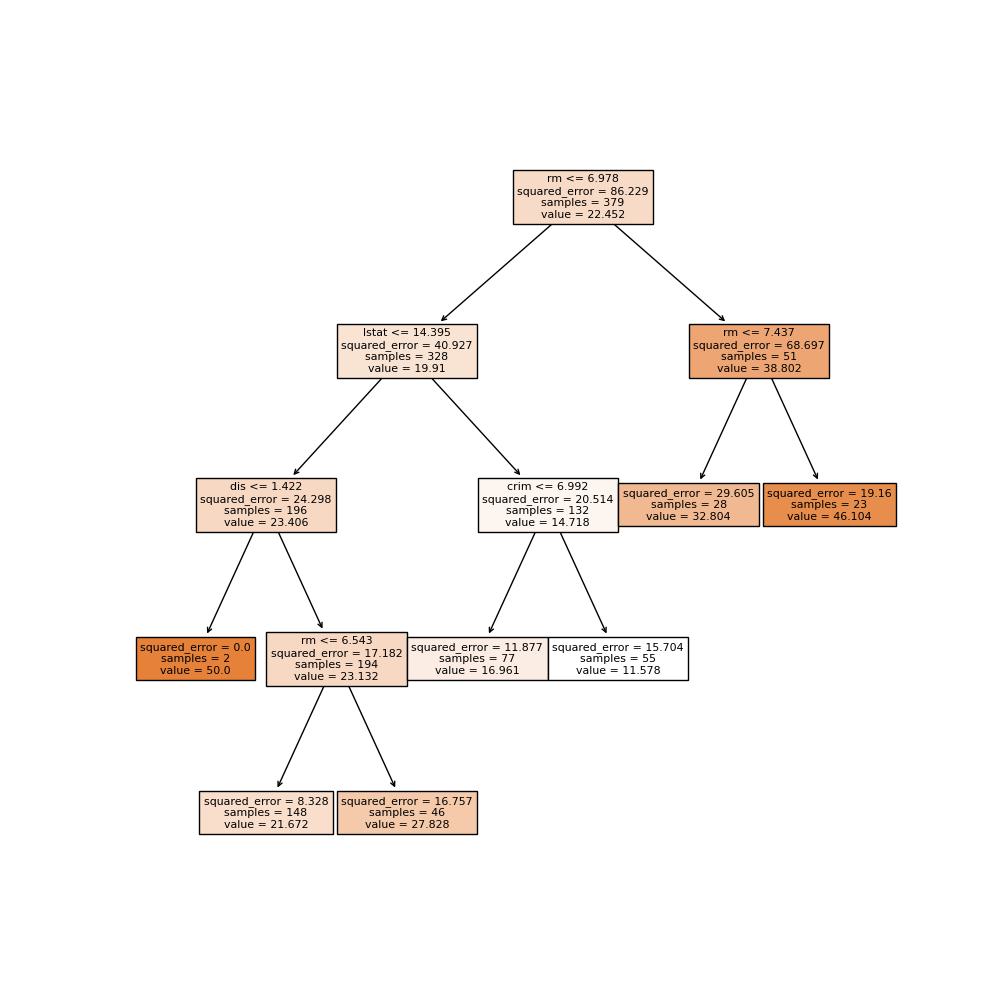 rm <= 6.978
squared_error = 86.229
samples = 379
value = 22.452
lstat <= 14.395
squared_error = 40.927
samples = 328
value = 19.91
rm <= 7.437
squared_error = 68.697
samples = 51
value = 38.802
dis <= 1.422
squared_error = 24.298
samples = 196
value = 23.406
crim <= 6.992
squared_error = 20.514
samples = 132
value = 14.718
squared_error = 29.605
samples = 28
value = 32.804
squared_error = 19.16
samples = 23
value = 46.104
squared_error = 0.0
samples = 2
value = 50.0
rm <= 6.543
squared_error = 17.182
samples = 194
value = 23.132
squared_error = 11.877
samples = 77
value = 16.961
squared_error = 15.704
samples = 55
value = 11.578
squared_error = 8.328
samples = 148
value = 21.672
squared_error = 16.757
samples = 46
value = 27.828